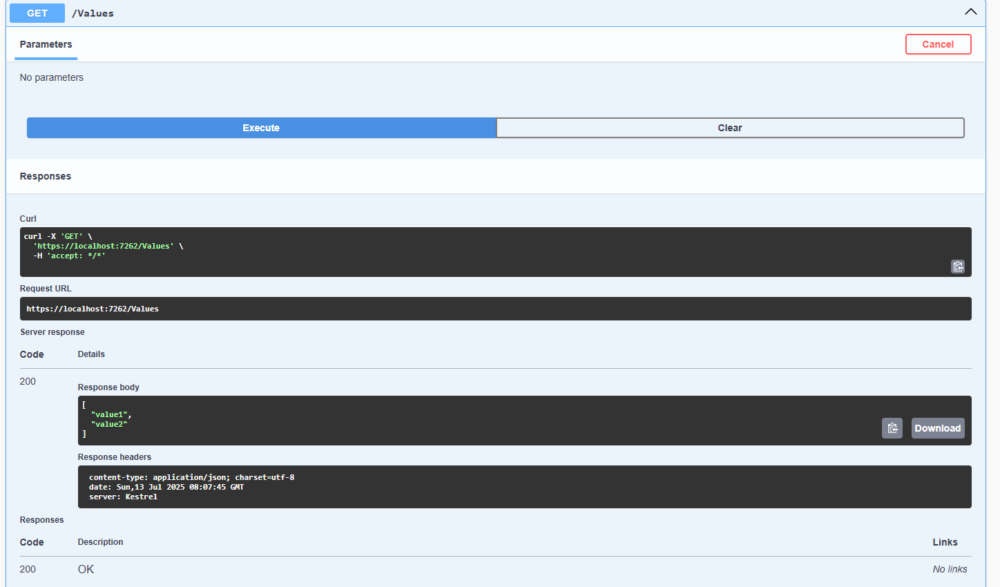 GET /Values
Parameters Cancel
No parameters
Execute Clear
Responses
Curl
curl -X 'GET' \
  'https://localhost:7262/Values' \
  -H 'accept: */*'
Request URL
https://localhost:7262/Values
Server response
Code Details
200
Response body
[
  "value1",
  "value2"
]
Download
Response headers
content-type: application/json; charset=utf-8
date: Sun,13 Jul 2025 08:07:45 GMT
server: Kestrel
Responses
Code Description Links
200 OK No links